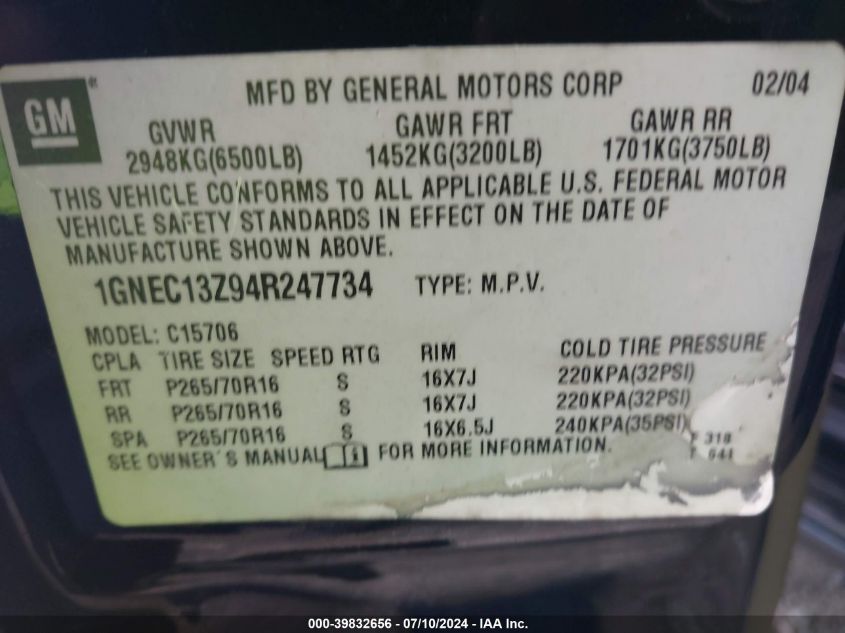 GM
MFD BY GENERAL MOTORS CORP 02/04
GVWR GAWR FRT GAWR RR
2948KG(6500LB) 1452KG(3200LB) 1701KG(3750LB)
THIS VEHICLE CONFORMS TO ALL APPLICABLE U.S. FEDERAL MOTOR
VEHICLE SAFETY STANDARDS IN EFFECT ON THE DATE OF
MANUFACTURE SHOWN ABOVE.
1GNEC13Z94R247734 TYPE: M.P.V.
MODEL: C15706
CPLA TIRE SIZE SPEED RTG RIM COLD TIRE PRESSURE
FRT P265/70R16 S 16X7J 220KPA(32PSI)
RR P265/70R16 S 16X7J 220KPA(32PSI)
SPA P265/70R16 S 16X6.5J 240KPA(35PSI)
SEE OWNER'S MANUAL FOR MORE INFORMATION.
318
641
000-39832656 / 07/10/2024 - IAA Inc.